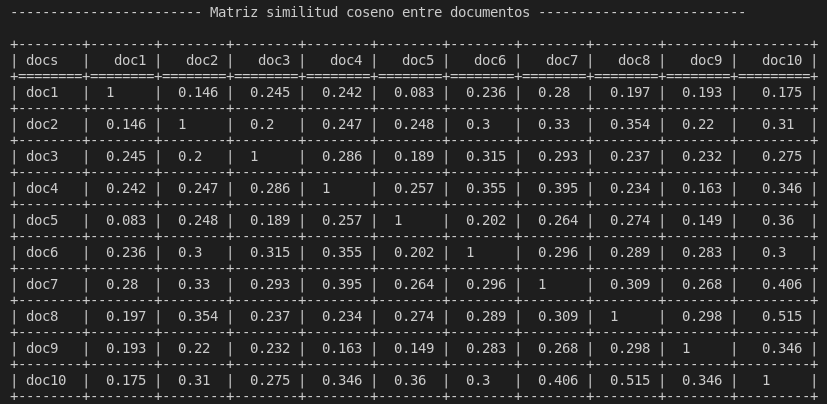 ------------------------ Matriz similitud coseno entre documentos --------------------------
+--------+--------+--------+--------+--------+--------+--------+--------+--------+---------+
| docs   |   doc1 |   doc2 |   doc3 |   doc4 |   doc5 |   doc6 |   doc7 |   doc8 |   doc9 |   doc10 |
+========+========+========+========+========+========+========+========+========+========+=========+
| doc1   |  1     |  0.146 |  0.245 |  0.242 |  0.083 |  0.236 |  0.28  |  0.197 |  0.193 |   0.175 |
+--------+--------+--------+--------+--------+--------+--------+--------+--------+--------+---------+
| doc2   |  0.146 |  1     |  0.2   |  0.247 |  0.248 |  0.3   |  0.33  |  0.354 |  0.22  |   0.31  |
+--------+--------+--------+--------+--------+--------+--------+--------+--------+--------+---------+
| doc3   |  0.245 |  0.2   |  1     |  0.286 |  0.189 |  0.315 |  0.293 |  0.237 |  0.232 |   0.275 |
+--------+--------+--------+--------+--------+--------+--------+--------+--------+--------+---------+
| doc4   |  0.242 |  0.247 |  0.286 |  1     |  0.257 |  0.355 |  0.395 |  0.234 |  0.163 |   0.346 |
+--------+--------+--------+--------+--------+--------+--------+--------+--------+--------+---------+
| doc5   |  0.083 |  0.248 |  0.189 |  0.257 |  1     |  0.202 |  0.264 |  0.274 |  0.149 |   0.36  |
+--------+--------+--------+--------+--------+--------+--------+--------+--------+--------+---------+
| doc6   |  0.236 |  0.3   |  0.315 |  0.355 |  0.202 |  1     |  0.296 |  0.289 |  0.283 |   0.3   |
+--------+--------+--------+--------+--------+--------+--------+--------+--------+--------+---------+
| doc7   |  0.28  |  0.33  |  0.293 |  0.395 |  0.264 |  0.296 |  1     |  0.309 |  0.268 |   0.406 |
+--------+--------+--------+--------+--------+--------+--------+--------+--------+--------+---------+
| doc8   |  0.197 |  0.354 |  0.237 |  0.234 |  0.274 |  0.289 |  0.309 |  1     |  0.298 |   0.515 |
+--------+--------+--------+--------+--------+--------+--------+--------+--------+--------+---------+
| doc9   |  0.193 |  0.22  |  0.232 |  0.163 |  0.149 |  0.283 |  0.268 |  0.298 |  1     |   0.346 |
+--------+--------+--------+--------+--------+--------+--------+--------+--------+--------+---------+
| doc10  |  0.175 |  0.31  |  0.275 |  0.346 |  0.36  |  0.3   |  0.406 |  0.515 |  0.346 |   1     |
+--------+--------+--------+--------+--------+--------+--------+--------+--------+--------+---------+